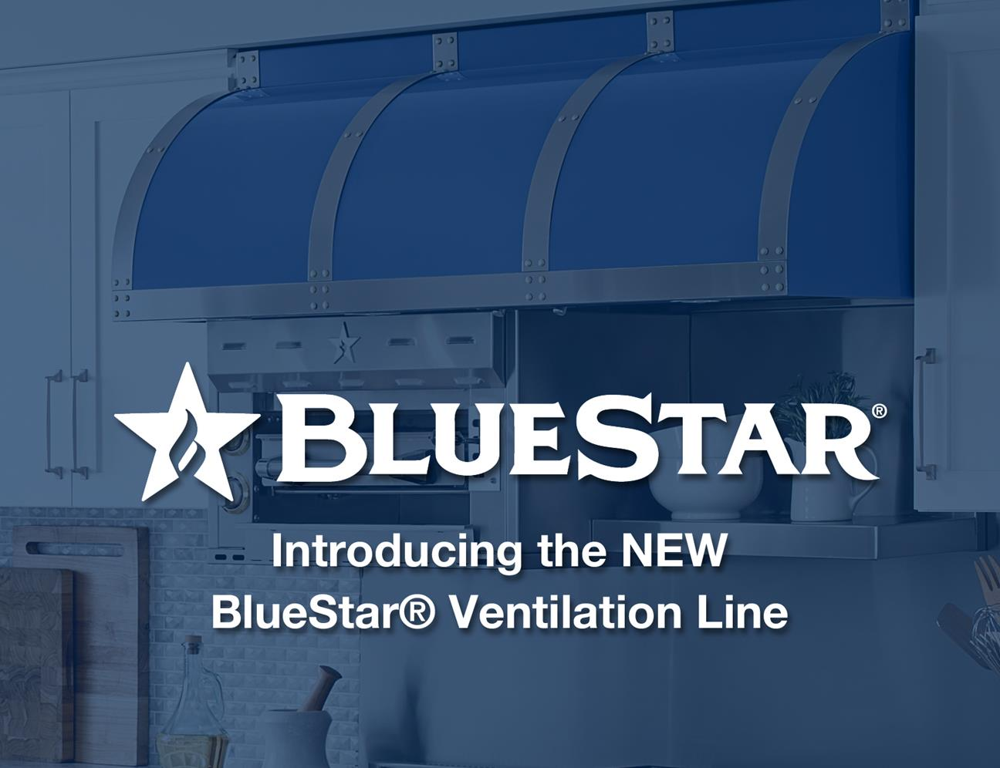 BLUESTAR®
Introducing the NEW
BlueStar® Ventilation Line